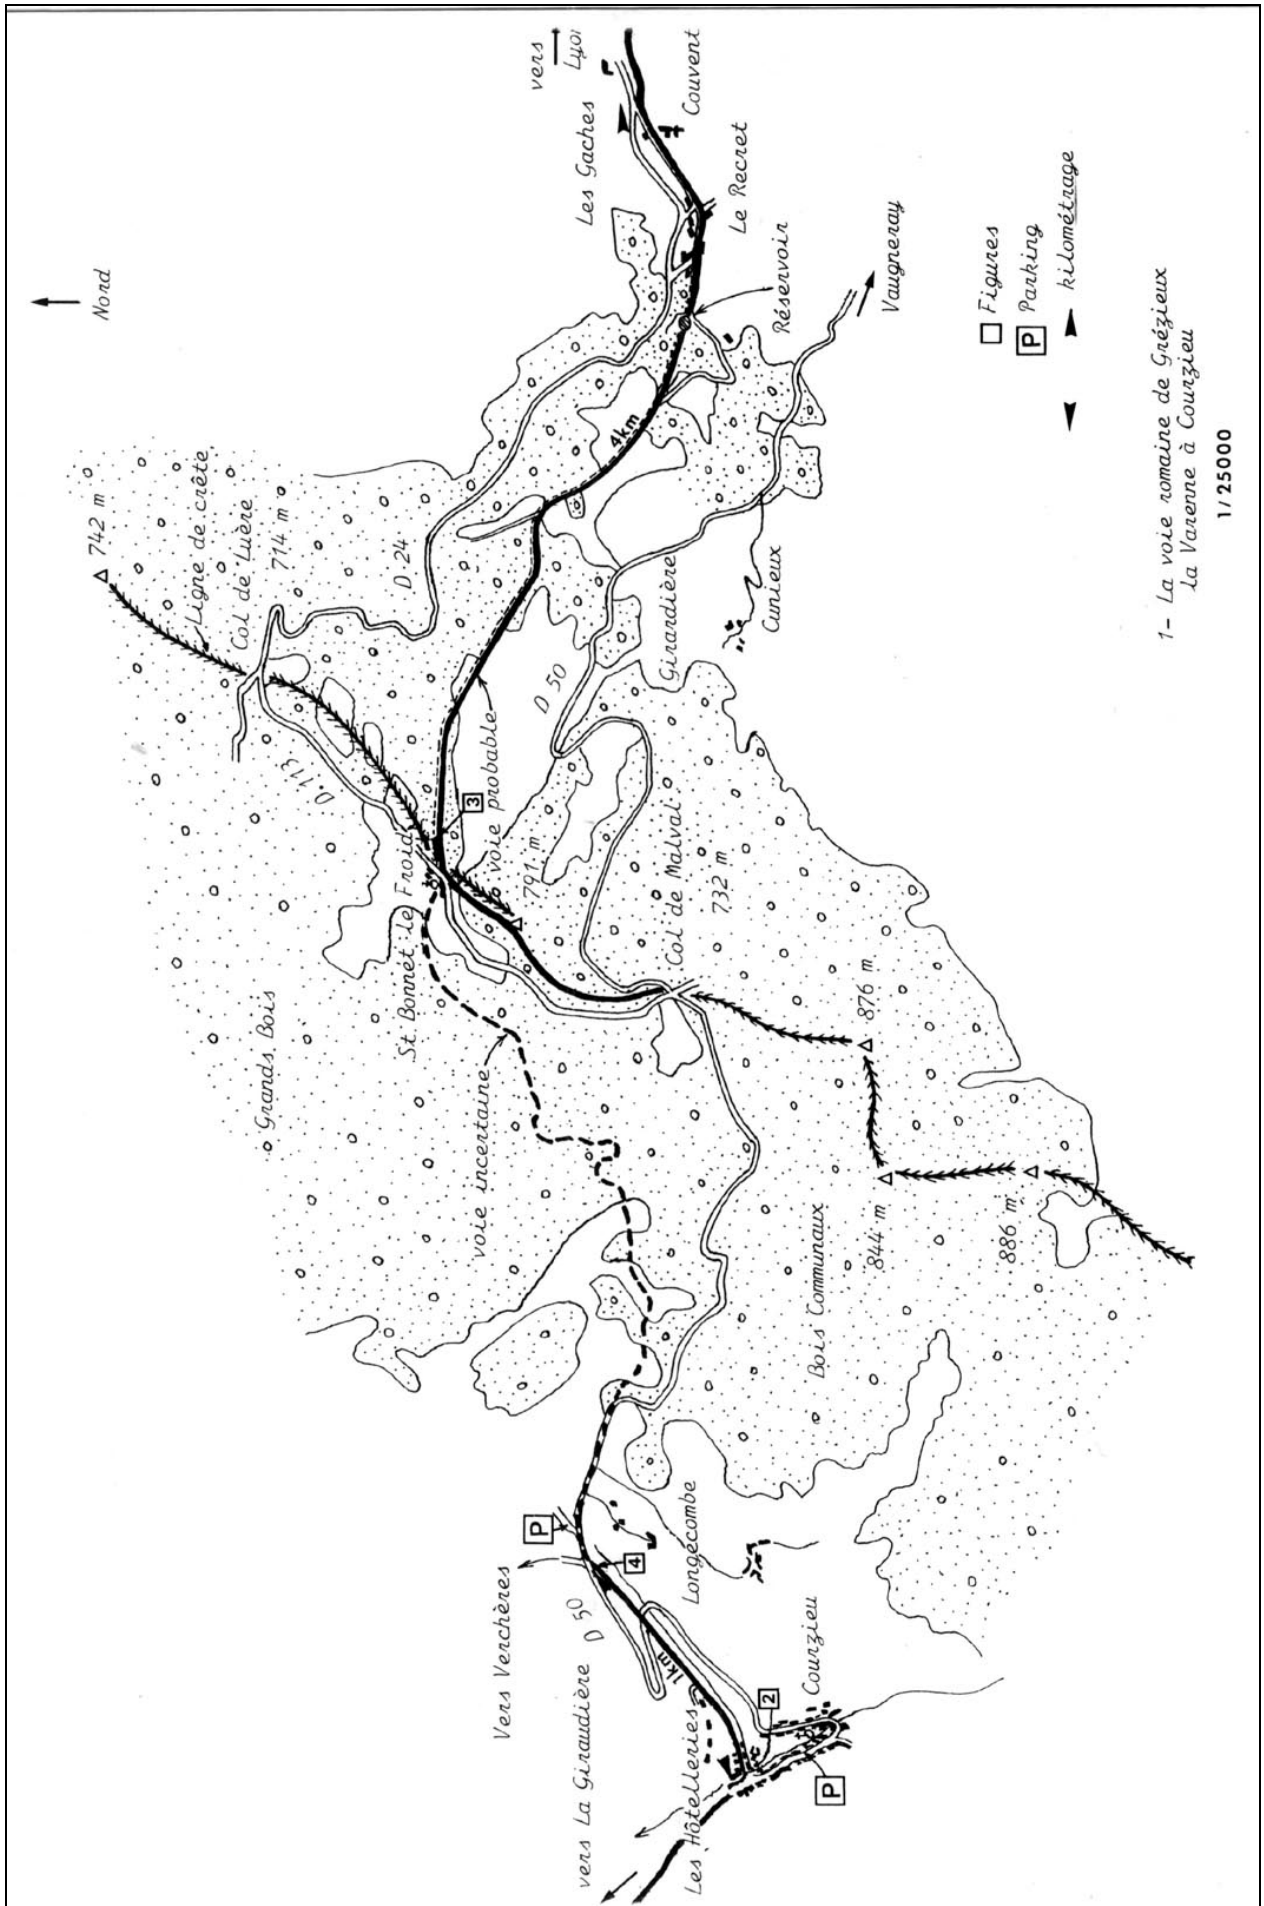 vers
Lyon
Couvent
Les Gaches
Le Recret
Réservoir
Vaugneray
Nord
742 m
Ligne de crête
Col de Luère
714 m
D 24
4km
Girardière
Cunieux
D 50
D.113
voie probable
3
St Bonnet le Froid
791 m
Col de Malval
732 m
Grands Bois
voie incertaine
876 m
844 m
886 m
Bois Communaux
P
Vers Verchères
D 50
4
Longecombe
vers La Giraudière
1km
2
Courzieu
Les Hôtelleries
P
Figures
P Parking
kilométrage
1- La voie romaine de Grézieux
la Varenne à Courzieu
1/25000